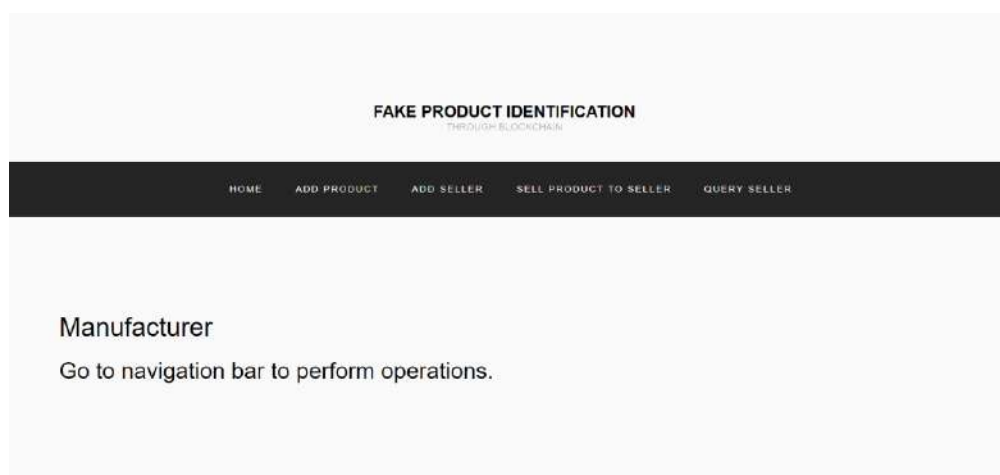 FAKE PRODUCT IDENTIFICATION
THROUGH BLOCKCHAIN
HOME ADD PRODUCT ADD SELLER SELL PRODUCT TO SELLER QUERY SELLER
Manufacturer
Go to navigation bar to perform operations.